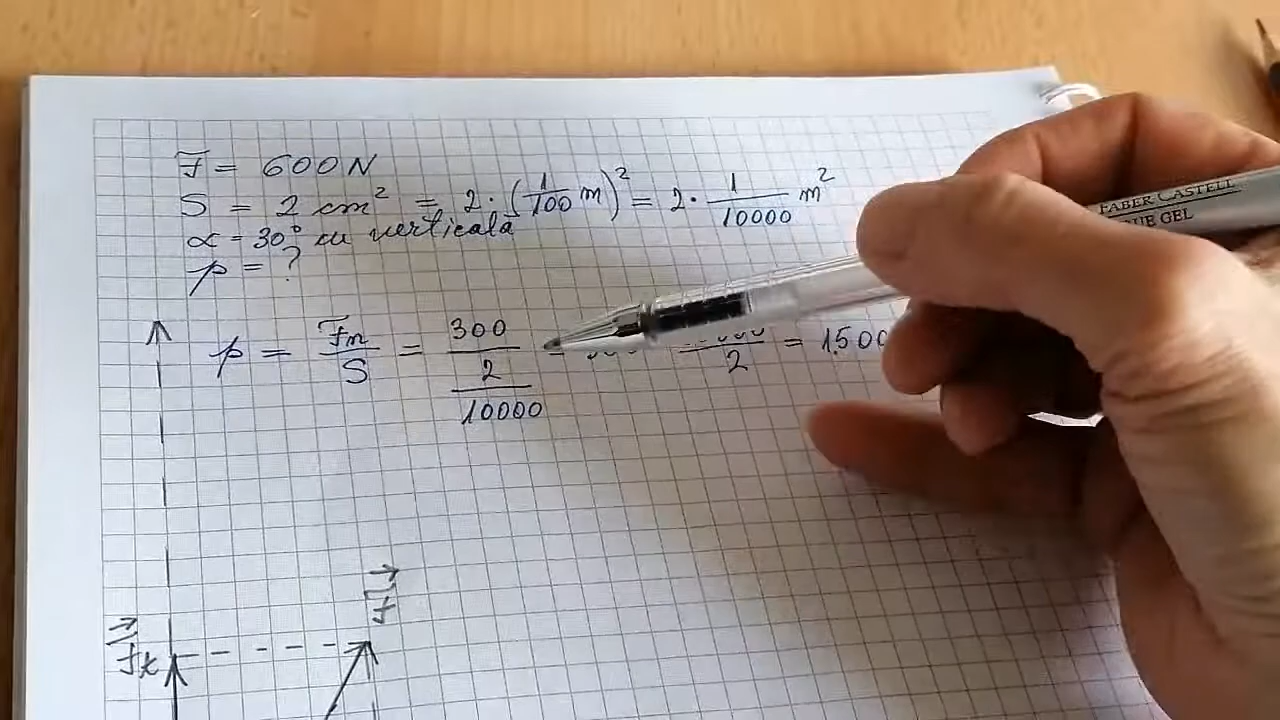 F = 600 N
S = 2 cm² = 2 · (1/100 m)² = 2 · 1/10000 m²
α = 30° cu verticala
p = ?
p = Fn/S = 300/(2/10000) = /2 = 1500
F
Ft
FABER CASTELL
GEL